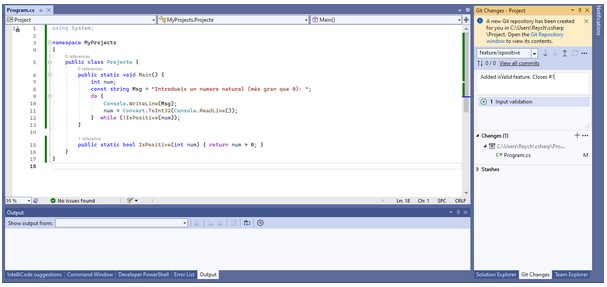 Program.cs
Project
MyProjects.Projecte
Main()
1 using System;
2
3 namespace MyProjects
4 {
0 references
5 public class Projecte {
0 references
6 public static void Main() {
7 int num;
8 const string Msg = "Introdueix un numero natural (més gran que 0): ";
9 do {
10 Console.WriteLine(Msg);
11 num = Convert.ToInt32(Console.ReadLine());
12 } while (!IsPositive(num));
13 }
14
1 reference
15 public static bool IsPositive(int num) { return num > 0; }
16 }
17 }
18
95 %
No issues found
Ln: 18 Ch: 1 SPC CRLF
Output
Show output from:
IntelliCode suggestions Command Window Developer PowerShell Error List Output
Git Changes - Project
A new Git repository has been created
for you in C:\Users\Reych\csharp
\Project. Open the Git Repository
window to view its contents.
feature/ispositive
0 / 0 View all commits
Added isValid feature. Closes #1
1 Input validation
Changes (1)
C:\Users\Reych\csharp\Pro...
C# Program.cs M
Stashes
Solution Explorer Git Changes Team Explorer
Notifications